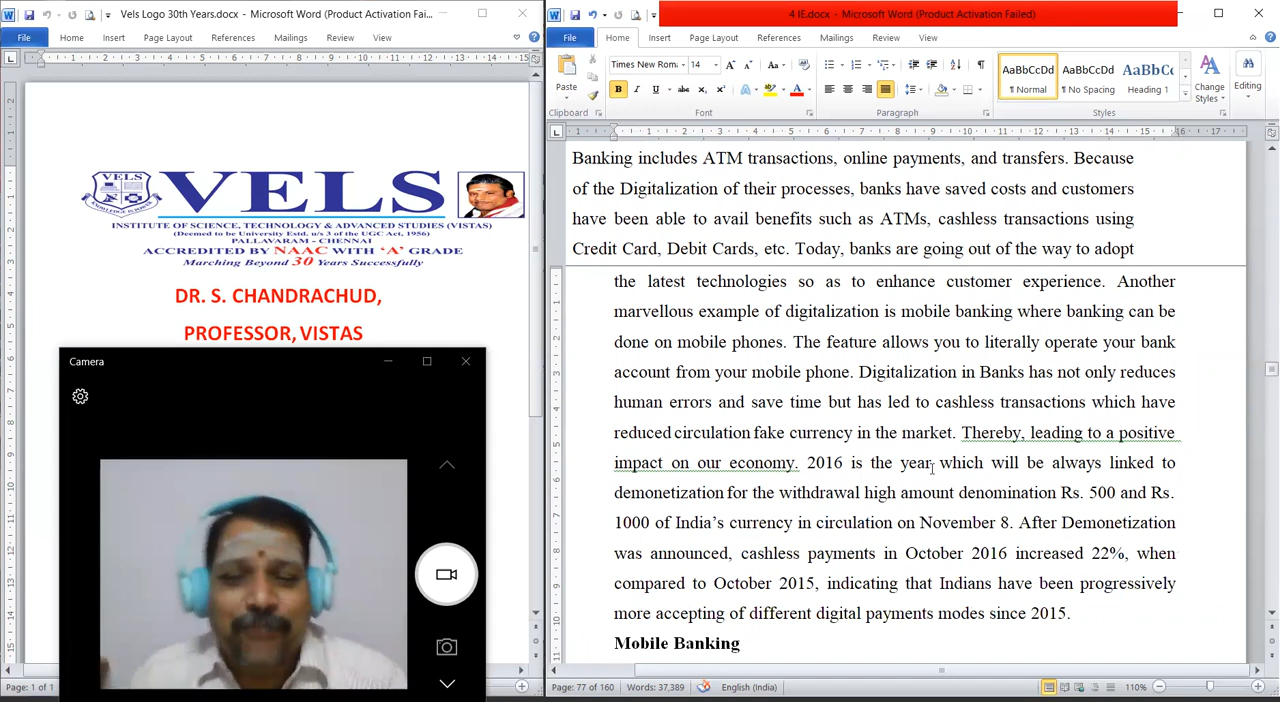 Vels Logo 30th Years.docx - Microsoft Word (Product Activation Fai...
File Home Insert Page Layout References Mailings Review View
VELS
VELS
INSTITUTE OF SCIENCE, TECHNOLOGY & ADVANCED STUDIES (VISTAS)
(Deemed to be University Estd. u/s 3 of the UGC Act, 1956)
PALLAVARAM - CHENNAI
ACCREDITED BY NAAC WITH 'A' GRADE
Marching Beyond 30 Years Successfully
DR. S. CHANDRACHUD,
PROFESSOR, VISTAS
Camera
Page: 1 of 1
4 IE.docx - Microsoft Word (Product Activation Failed)
File Home Insert Page Layout References Mailings Review View
Times New Rom 14
Paste
Clipboard Font Paragraph Styles
AaBbCcDd AaBbCcDd AaBbCc
¶ Normal ¶ No Spacing Heading 1
Change Styles
Editing
Banking includes ATM transactions, online payments, and transfers. Because
of the Digitalization of their processes, banks have saved costs and customers
have been able to avail benefits such as ATMs, cashless transactions using
Credit Card, Debit Cards, etc. Today, banks are going out of the way to adopt
the latest technologies so as to enhance customer experience. Another
marvellous example of digitalization is mobile banking where banking can be
done on mobile phones. The feature allows you to literally operate your bank
account from your mobile phone. Digitalization in Banks has not only reduces
human errors and save time but has led to cashless transactions which have
reduced circulation fake currency in the market. Thereby, leading to a positive
impact on our economy. 2016 is the year which will be always linked to
demonetization for the withdrawal high amount denomination Rs. 500 and Rs.
1000 of India's currency in circulation on November 8. After Demonetization
was announced, cashless payments in October 2016 increased 22%, when
compared to October 2015, indicating that Indians have been progressively
more accepting of different digital payments modes since 2015.
Mobile Banking
Page: 77 of 160 Words: 37,389 English (India) 110%